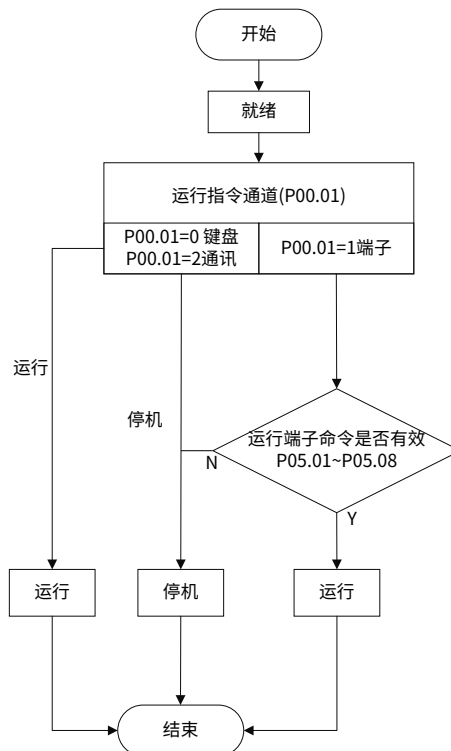 开始
就绪
运行指令通道(P00.01)
P00.01=0 键盘
P00.01=2通讯
P00.01=1端子
运行
停机
运行端子命令是否有效
P05.01~P05.08
N
Y
运行
停机
运行
结束